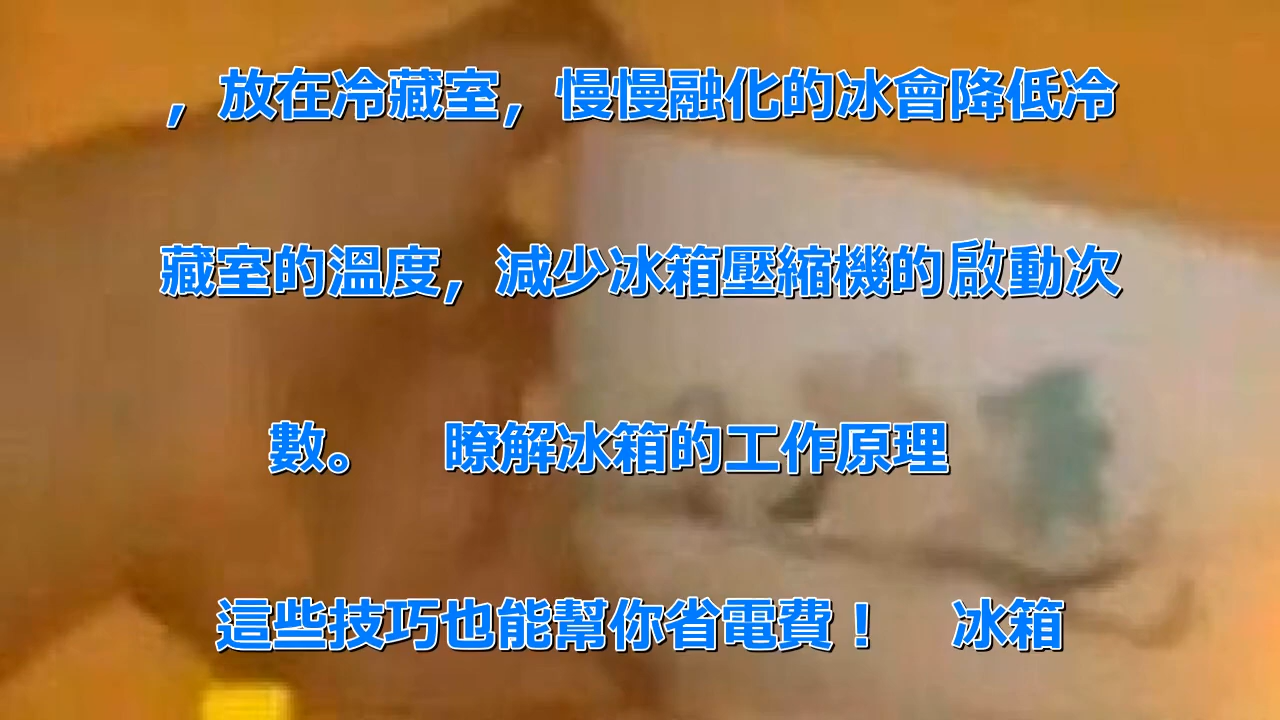 ，放在冷藏室，慢慢融化的冰會降低冷
藏室的溫度，減少冰箱壓縮機的啟動次
數。　瞭解冰箱的工作原理
這些技巧也能幫你省電費！　冰箱